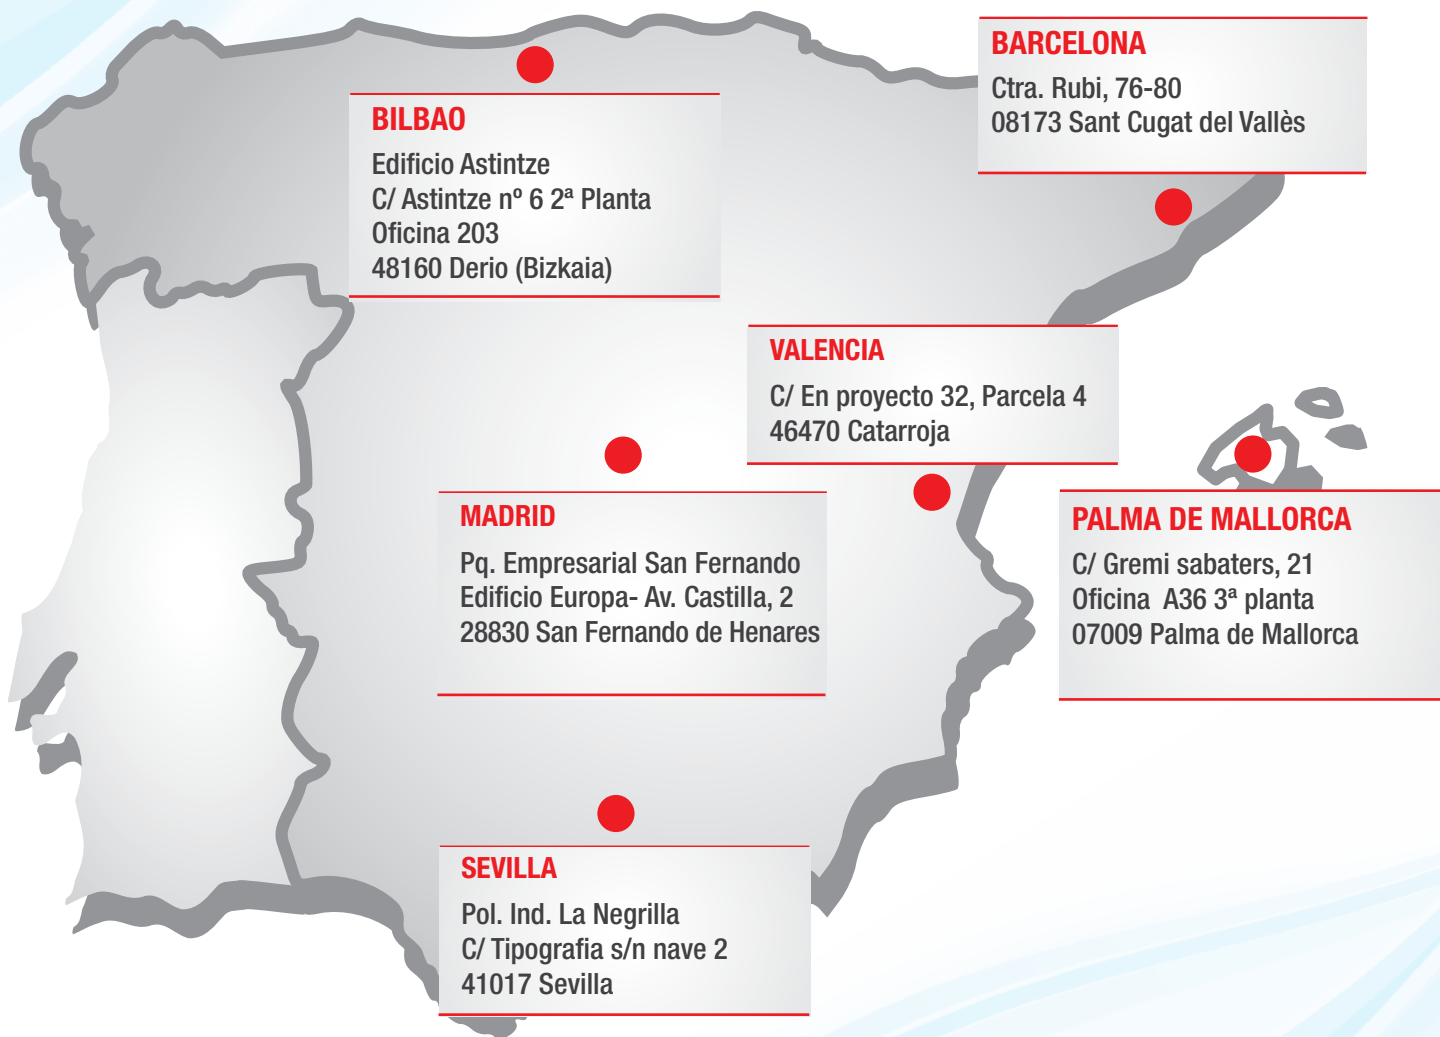 BARCELONA
Ctra. Rubi, 76-80
08173 Sant Cugat del Vallès
BILBAO
Edificio Astintze
C/ Astintze nº 6 2ª Planta
Oficina 203
48160 Derio (Bizkaia)
VALENCIA
C/ En proyecto 32, Parcela 4
46470 Catarroja
MADRID
Pq. Empresarial San Fernando
Edificio Europa- Av. Castilla, 2
28830 San Fernando de Henares
PALMA DE MALLORCA
C/ Gremi sabaters, 21
Oficina A36 3ª planta
07009 Palma de Mallorca
SEVILLA
Pol. Ind. La Negrilla
C/ Tipografia s/n nave 2
41017 Sevilla